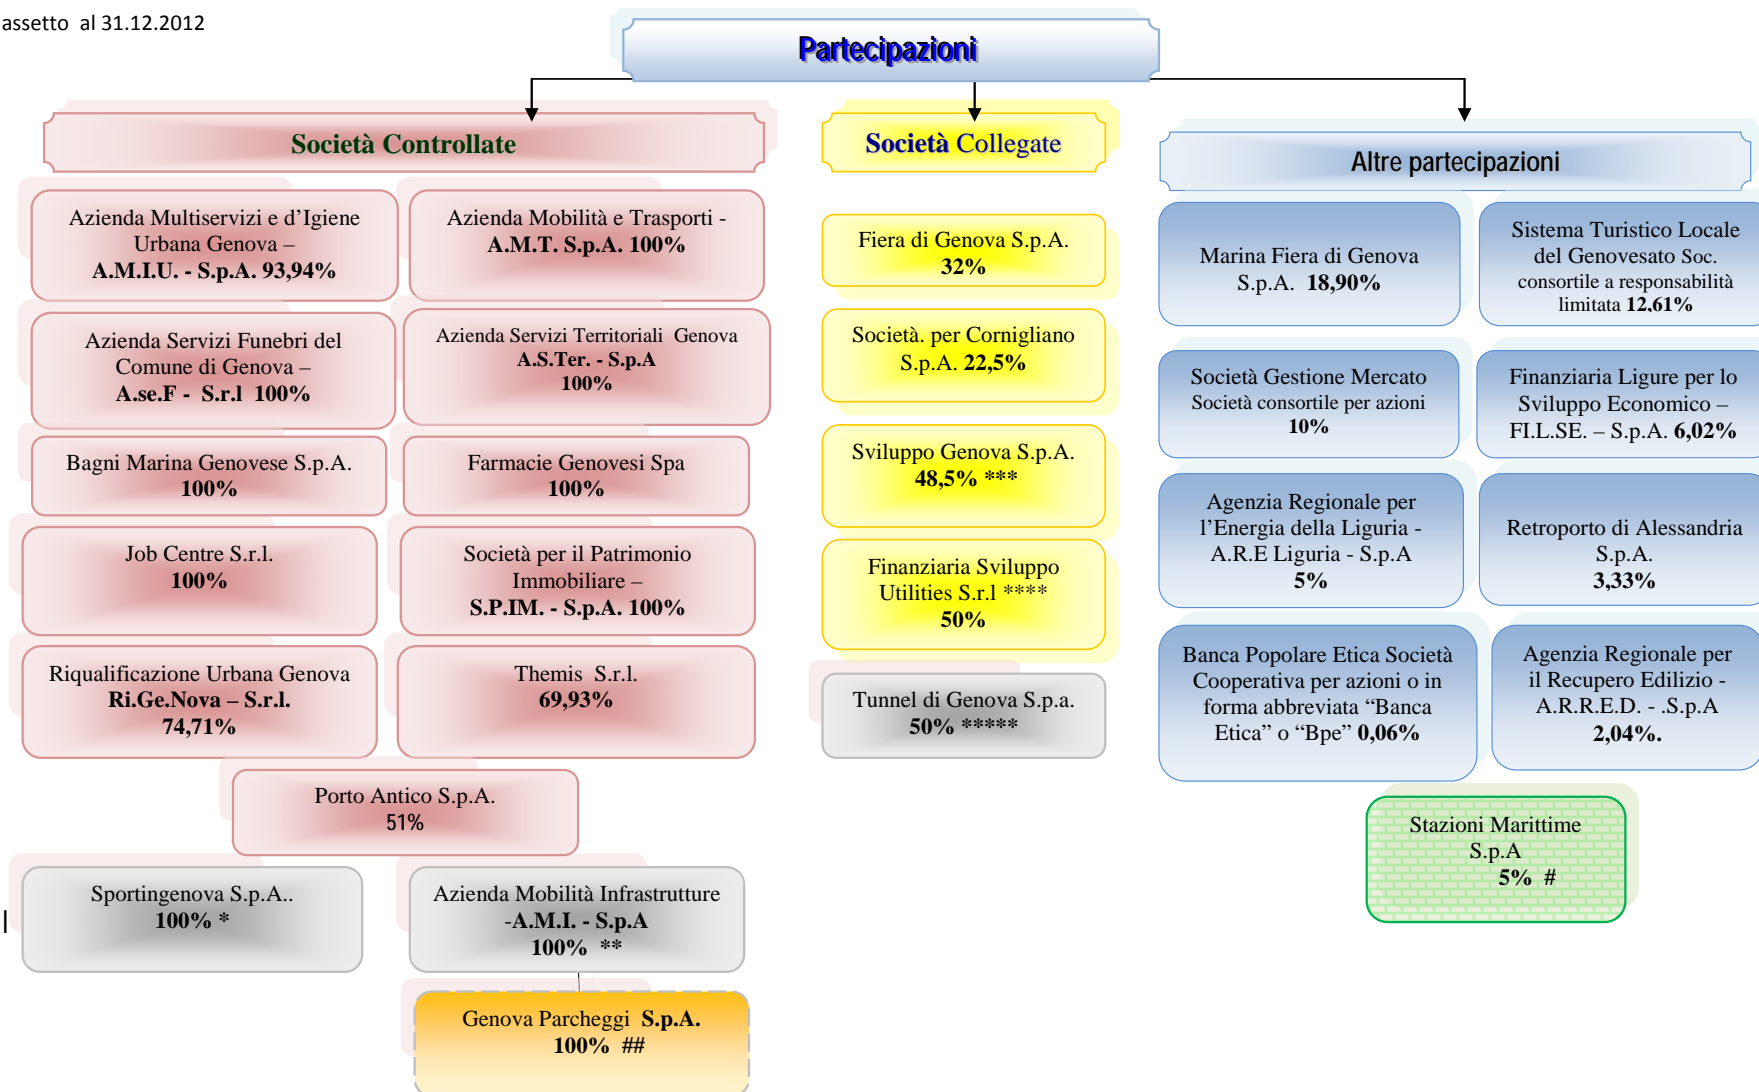 assetto al 31.12.2012
Partecipazioni
Società Controllate
Azienda Multiservizi e d'Igiene
Urbana Genova –
A.M.I.U. - S.p.A. 93,94%
Azienda Mobilità e Trasporti -
A.M.T. S.p.A. 100%
Azienda Servizi Funebri del
Comune di Genova –
A.se.F - S.r.l 100%
Azienda Servizi Territoriali Genova
A.S.Ter. - S.p.A
100%
Bagni Marina Genovese S.p.A.
100%
Farmacie Genovesi Spa
100%
Job Centre S.r.l.
100%
Società per il Patrimonio
Immobiliare –
S.P.IM. - S.p.A. 100%
Riqualificazione Urbana Genova
Ri.Ge.Nova – S.r.l.
74,71%
Themis S.r.l.
69,93%
Porto Antico S.p.A.
51%
Sportingenova S.p.A..
100% *
Azienda Mobilità Infrastrutture
-A.M.I. - S.p.A
100% **
Genova Parcheggi S.p.A.
100% ##
Società Collegate
Fiera di Genova S.p.A.
32%
Società. per Cornigliano
S.p.A. 22,5%
Sviluppo Genova S.p.A.
48,5% ***
Finanziaria Sviluppo
Utilities S.r.l ****
50%
Tunnel di Genova S.p.a.
50% *****
Altre partecipazioni
Marina Fiera di Genova
S.p.A. 18,90%
Sistema Turistico Locale
del Genovesato Soc.
consortile a responsabilità
limitata 12,61%
Società Gestione Mercato
Società consortile per azioni
10%
Finanziaria Ligure per lo
Sviluppo Economico –
FI.L.SE. – S.p.A. 6,02%
Agenzia Regionale per
l'Energia della Liguria -
A.R.E Liguria - S.p.A
5%
Retroporto di Alessandria
S.p.A.
3,33%
Banca Popolare Etica Società
Cooperativa per azioni o in
forma abbreviata "Banca
Etica" o "Bpe" 0,06%
Agenzia Regionale per
il Recupero Edilizio -
A.R.R.E.D. - .S.p.A
2,04%.
Stazioni Marittime
S.p.A
5% #